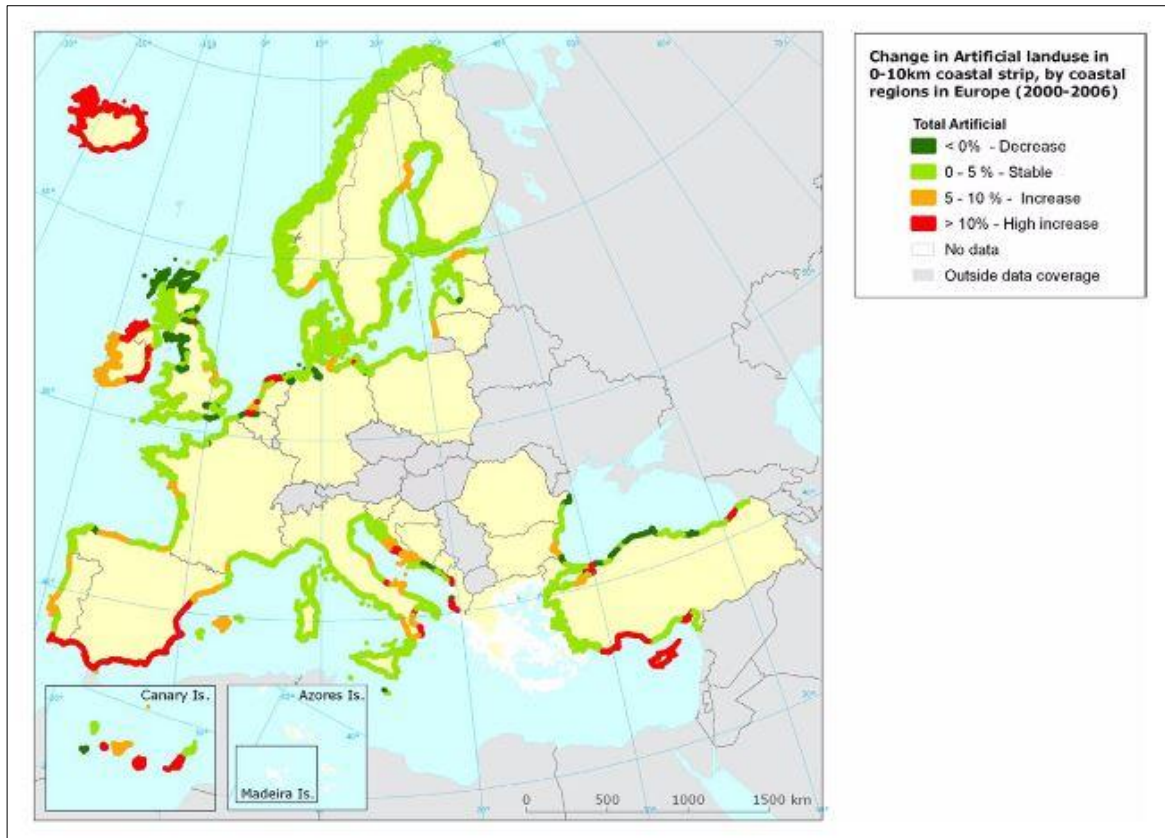 Change in Artificial landuse in
0-10km coastal strip, by coastal
regions in Europe (2000-2006)
Total Artificial
< 0% - Decrease
0 - 5 % - Stable
5 - 10 % - Increase
> 10% - High increase
No data
Outside data coverage
Canary Is.
Azores Is.
Madeira Is.
0 500 1000 1500 km